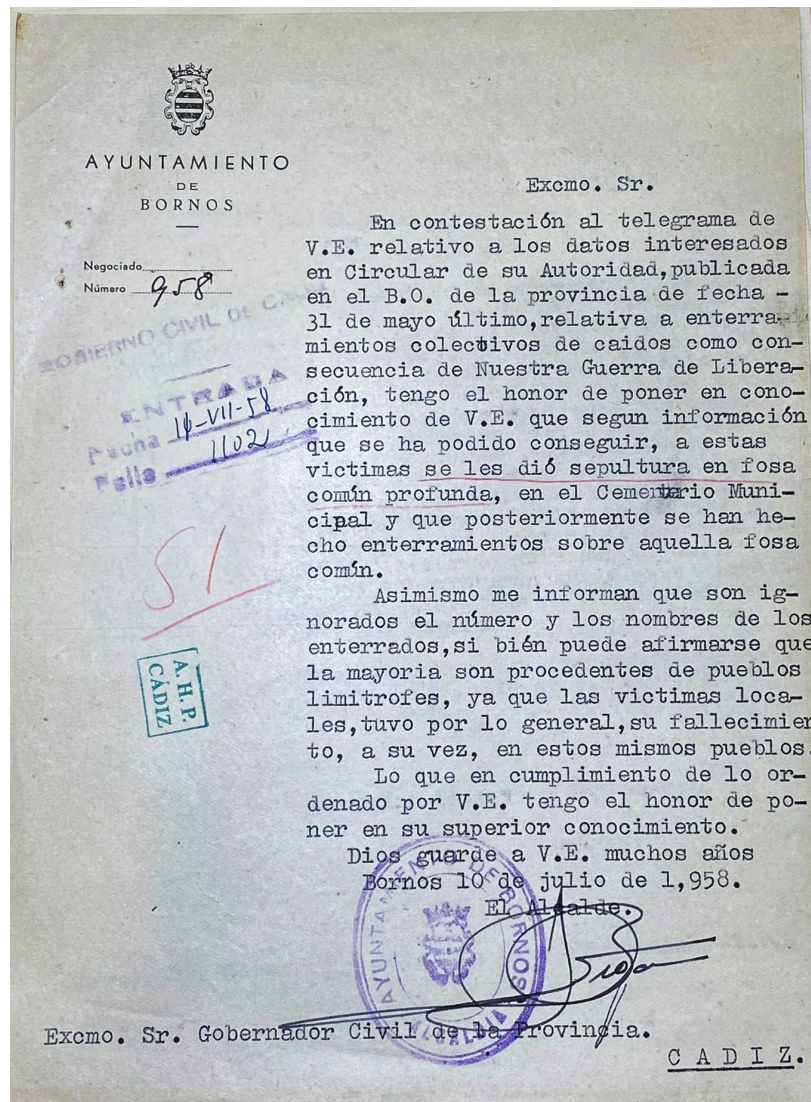 AYUNTAMIENTO
DE
BORNOS
Negociado
Número 958
GOBIERNO CIVIL DE CADIZ
ENTRADA
Fecha 14-VII-58
Folio 1102
51
A.H.P.
CÁDIZ
Excmo. Sr.
En contestación al telegrama de
V.E. relativo a los datos interesados
en Circular de su Autoridad,publicada
en el B.O. de la provincia de fecha -
31 de mayo último,relativa a enterra-
mientos colectivos de caidos como con-
secuencia de Nuestra Guerra de Libera-
ción, tengo el honor de poner en cono-
cimiento de V.E. que segun información
que se ha podido conseguir, a estas
victimas se les dió sepultura en fosa
común profunda, en el Cementerio Muni-
cipal y que posteriormente se han he-
cho enterramientos sobre aquella fosa
común.
Asimismo me informan que son ig-
norados el número y los nombres de los
enterrados,si bién puede afirmarse que
la mayoria son procedentes de pueblos
limitrofes, ya que las victimas loca-
les,tuvo por lo general,su fallecimien
to, a su vez, en estos mismos pueblos.
Lo que en cumplimiento de lo or-
denado por V.E. tengo el honor de po-
ner en su superior conocimiento.
Dios guarde a V.E. muchos años
Bornos 10 de julio de 1,958.
El Alcalde.
AYUNTAMIENTO DE BORNOS
ALCALDIA
Excmo. Sr. Gobernador Civil de la Provincia.
C A D I Z.